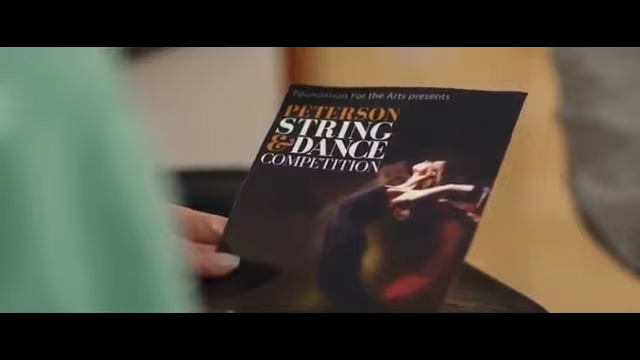 Foundation For the Arts presents
PETERSON
STRING
& DANCE
COMPETITION